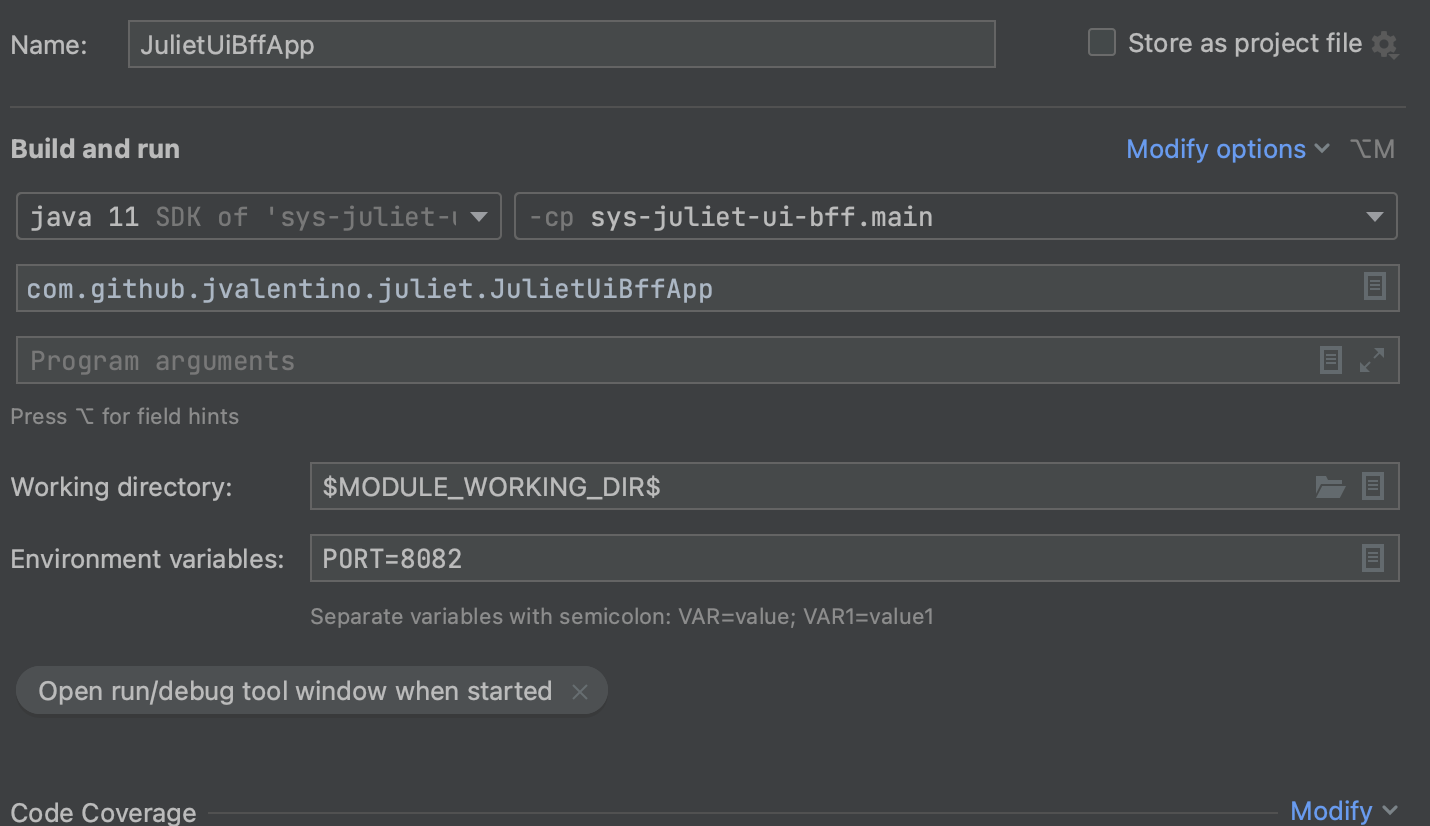 Name: JulietUiBffApp Store as project file
Build and run Modify options ⌥M
java 11 SDK of 'sys-juliet- -cp sys-juliet-ui-bff.main
com.github.jvalentino.juliet.JulietUiBffApp
Program arguments
Press ⌥ for field hints
Working directory: $MODULE_WORKING_DIR$
Environment variables: PORT=8082
Separate variables with semicolon: VAR=value; VAR1=value1
Open run/debug tool window when started ×
Code Coverage Modify